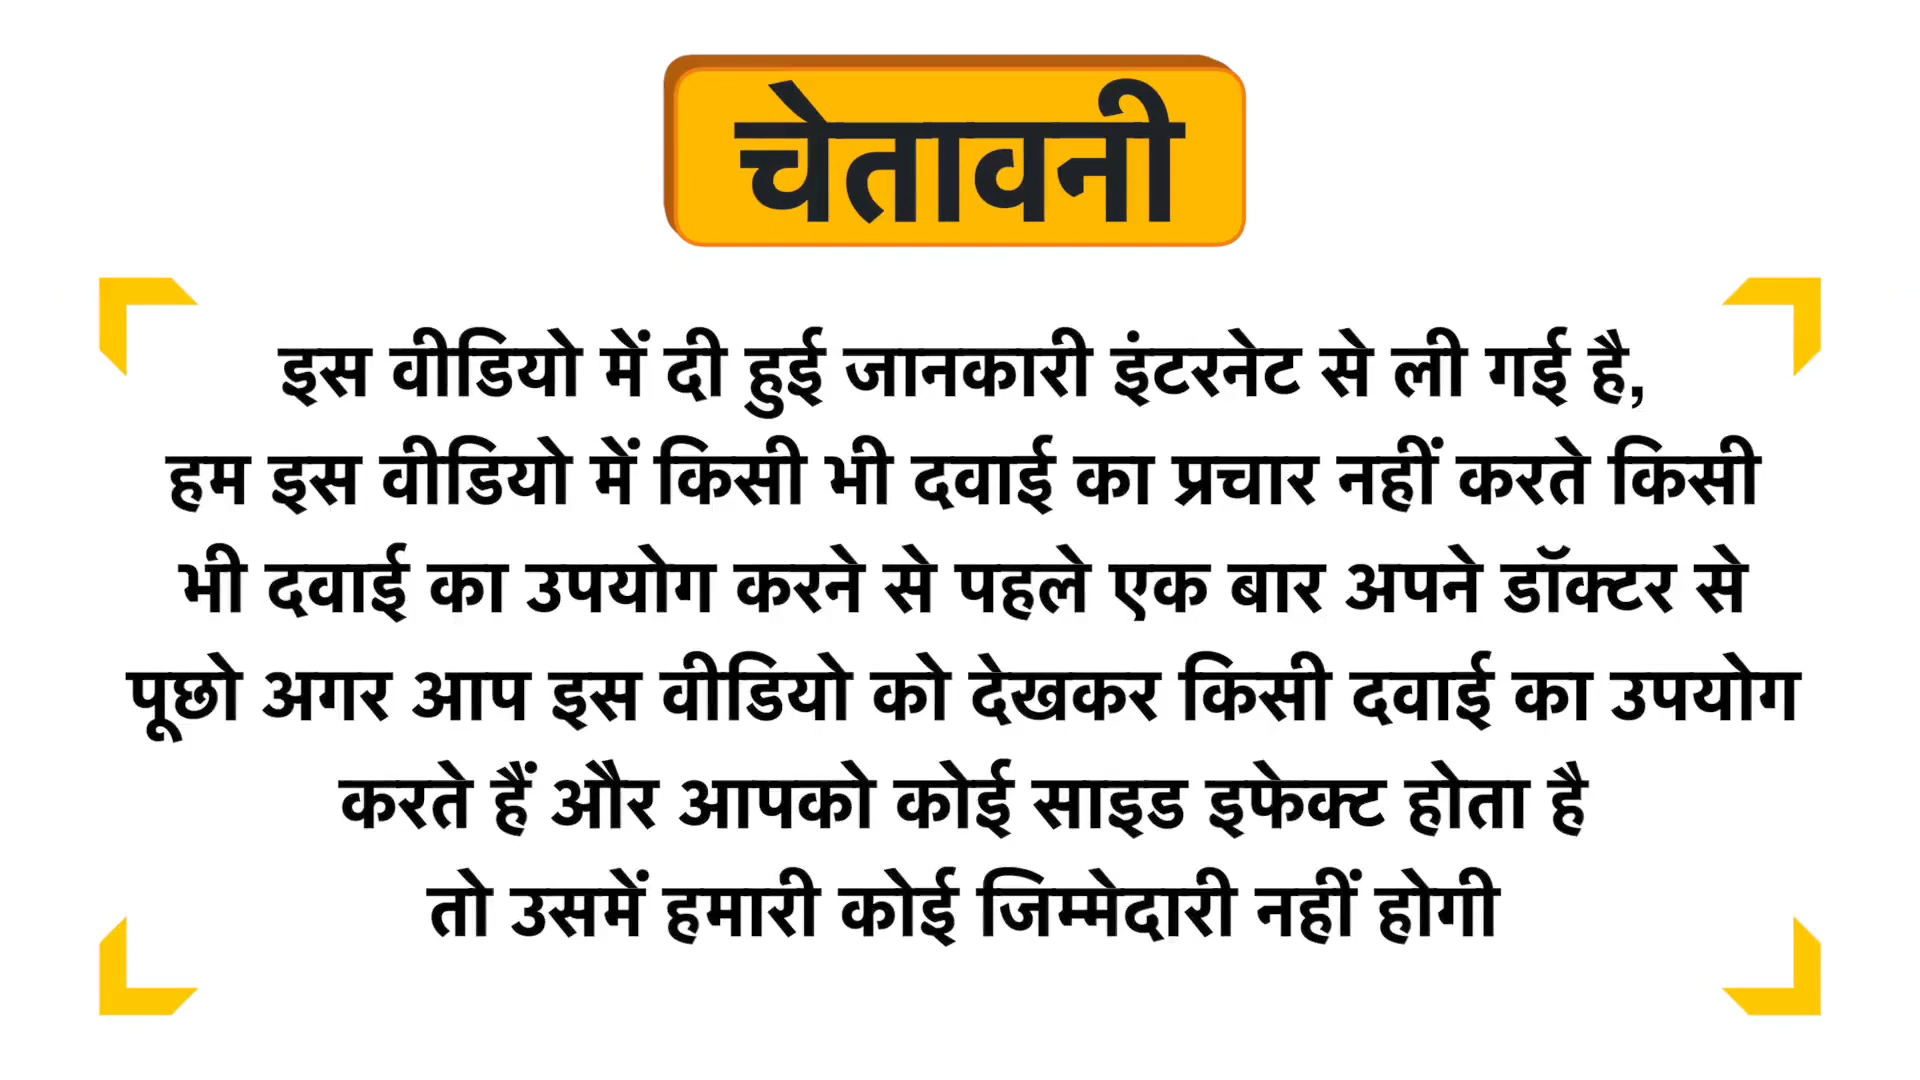 चेतावनी
इस वीडियो में दी हुई जानकारी इंटरनेट से ली गई है,
हम इस वीडियो में किसी भी दवाई का प्रचार नहीं करते किसी
भी दवाई का उपयोग करने से पहले एक बार अपने डॉक्टर से
पूछो अगर आप इस वीडियो को देखकर किसी दवाई का उपयोग
करते हैं और आपको कोई साइड इफेक्ट होता है
तो उसमें हमारी कोई जिम्मेदारी नहीं होगी